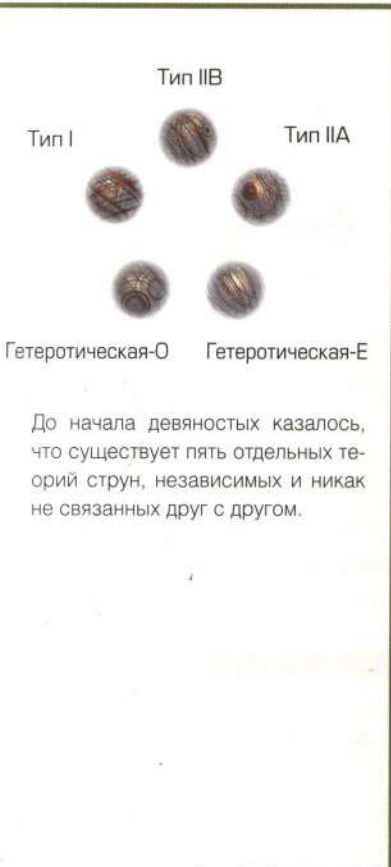 Тип IIB
Тип I
Тип IIA
Гетеротическая-O
Гетеротическая-E
До начала девяностых казалось,
что существует пять отдельных те-
орий струн, независимых и никак
не связанных друг с другом.